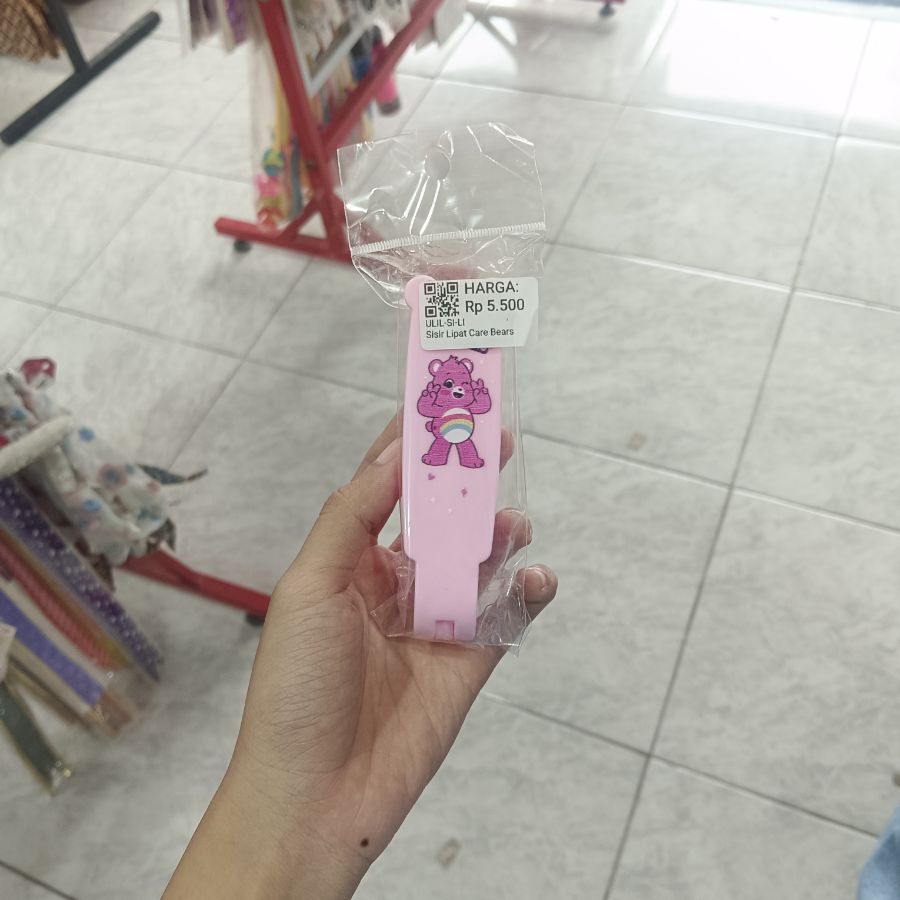 HARGA:
Rp 5.500
ULIL-SI-LI
Sisir Lipat Care Bears